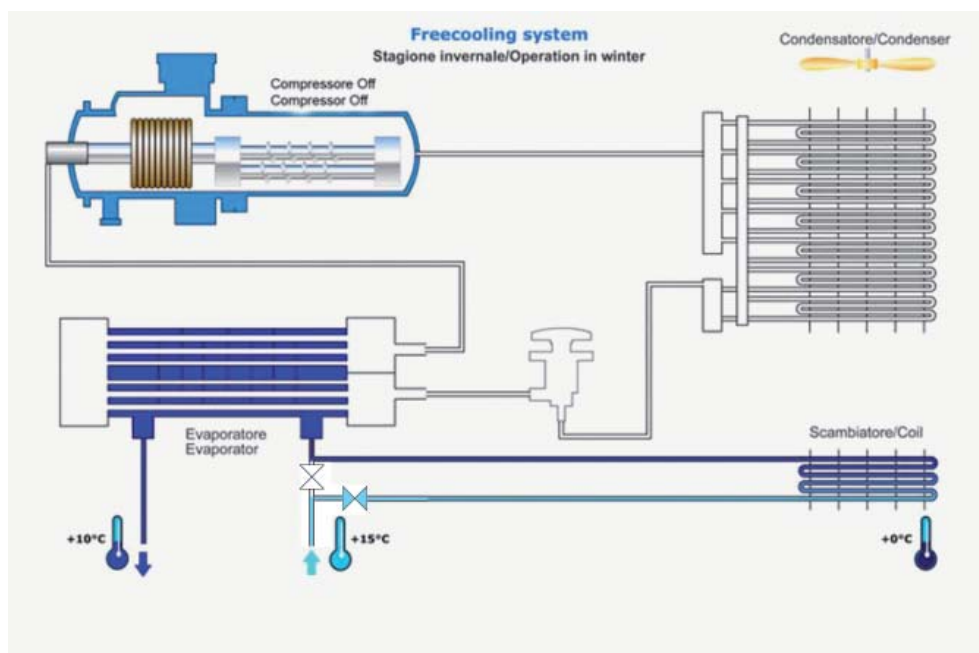 Freecooling system
Stagione invernale/Operation in winter
Condensatore/Condenser
Compressore Off
Compressor Off
Evaporatore
Evaporator
Scambiatore/Coil
+10°C
+15°C
+0°C